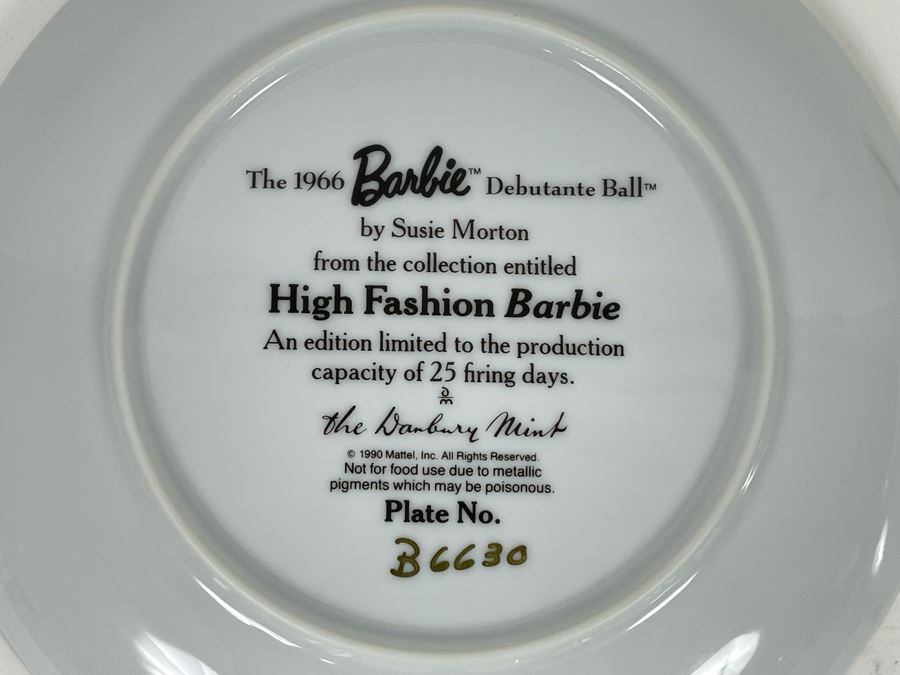 The 1966 Barbie™ Debutante Ball™
by Susie Morton
from the collection entitled
High Fashion Barbie
An edition limited to the production
capacity of 25 firing days.
the Danbury Mint
© 1990 Mattel, Inc. All Rights Reserved.
Not for food use due to metallic
pigments which may be poisonous.
Plate No.
B6630